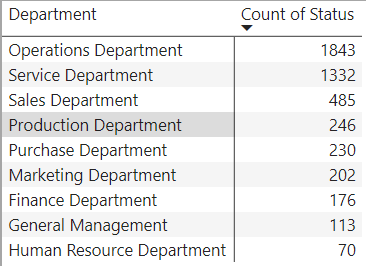 Department Count of Status
Operations Department 1843
Service Department 1332
Sales Department 485
Production Department 246
Purchase Department 230
Marketing Department 202
Finance Department 176
General Management 113
Human Resource Department 70